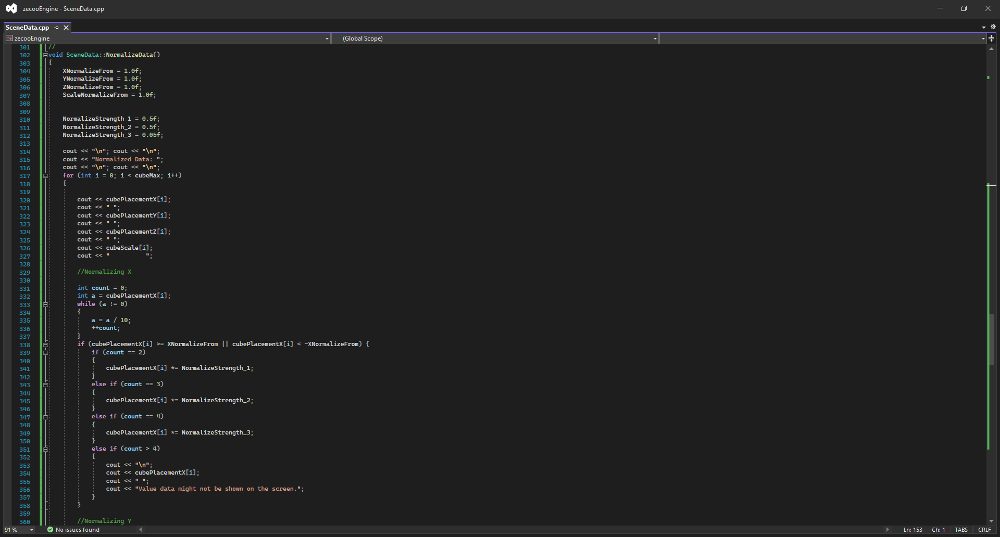 zecooEngine - SceneData.cpp
SceneData.cpp
zecooEngine (Global Scope)
301 //
302 void SceneData::NormalizeData()
303 {
304 XNormalizeFrom = 1.0f;
305 YNormalizeFrom = 1.0f;
306 ZNormalizeFrom = 1.0f;
307 ScaleNormalizeFrom = 1.0f;
308
309
310 NormalizeStrength_1 = 0.5f;
311 NormalizeStrength_2 = 0.5f;
312 NormalizeStrength_3 = 0.05f;
313
314 cout << "\n"; cout << "\n";
315 cout << "Normalized Data: ";
316 cout << "\n"; cout << "\n";
317 for (int i = 0; i < cubeMax; i++)
318 {
319
320 cout << cubePlacementX[i];
321 cout << " ";
322 cout << cubePlacementY[i];
323 cout << " ";
324 cout << cubePlacementZ[i];
325 cout << " ";
326 cout << cubeScale[i];
327 cout << "          ";
328
329 //Normalizing X
330
331 int count = 0;
332 int a = cubePlacementX[i];
333 while (a != 0)
334 {
335 a = a / 10;
336 ++count;
337 }
338 if (cubePlacementX[i] >= XNormalizeFrom || cubePlacementX[i] < -XNormalizeFrom) {
339 if (count == 2)
340 {
341 cubePlacementX[i] *= NormalizeStrength_1;
342 }
343 else if (count == 3)
344 {
345 cubePlacementX[i] *= NormalizeStrength_2;
346 }
347 else if (count == 4)
348 {
349 cubePlacementX[i] *= NormalizeStrength_3;
350 }
351 else if (count > 4)
352 {
353 cout << "\n";
354 cout << cubePlacementX[i];
355 cout << " ";
356 cout << "Value data might not be shown on the screen.";
357 }
358 }
359
360 //Normalizing Y
91 % No issues found Ln: 153 Ch: 1 TABS CRLF